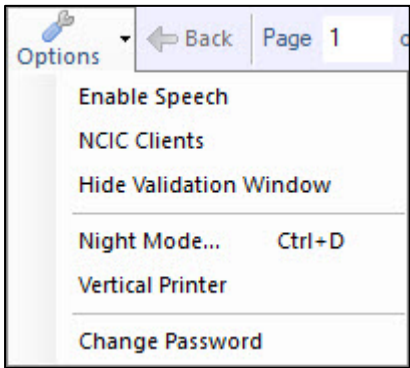 Options Back Page 1
Enable Speech
NCIC Clients
Hide Validation Window
Night Mode... Ctrl+D
Vertical Printer
Change Password